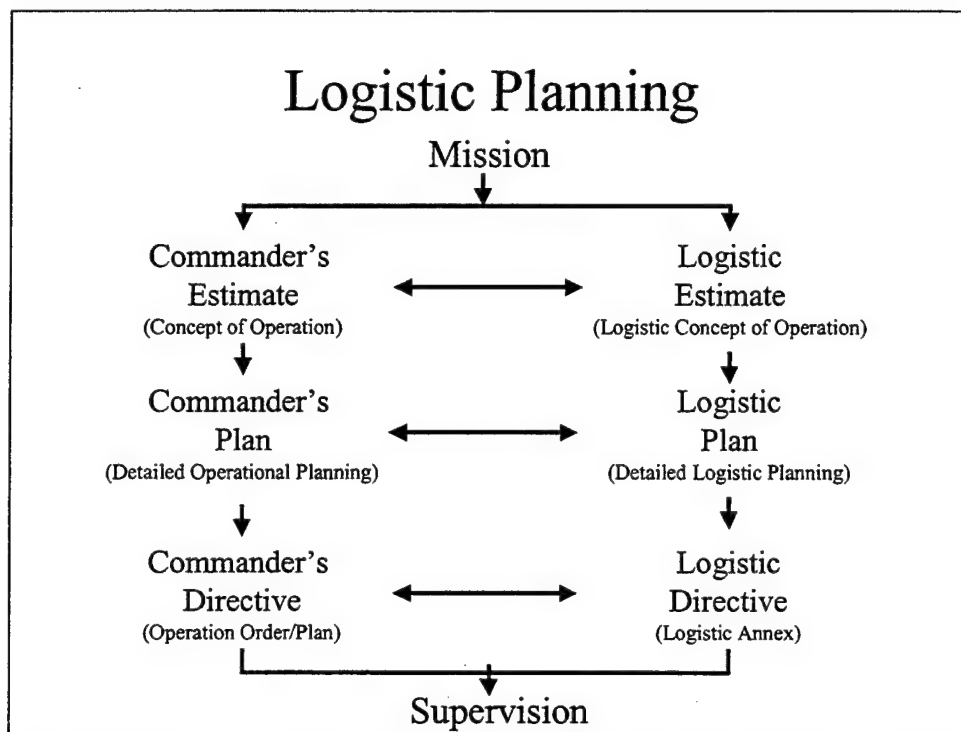 Logistic Planning
Mission
Commander's
Estimate
(Concept of Operation)
Logistic
Estimate
(Logistic Concept of Operation)
Commander's
Plan
(Detailed Operational Planning)
Logistic
Plan
(Detailed Logistic Planning)
Commander's
Directive
(Operation Order/Plan)
Logistic
Directive
(Logistic Annex)
Supervision